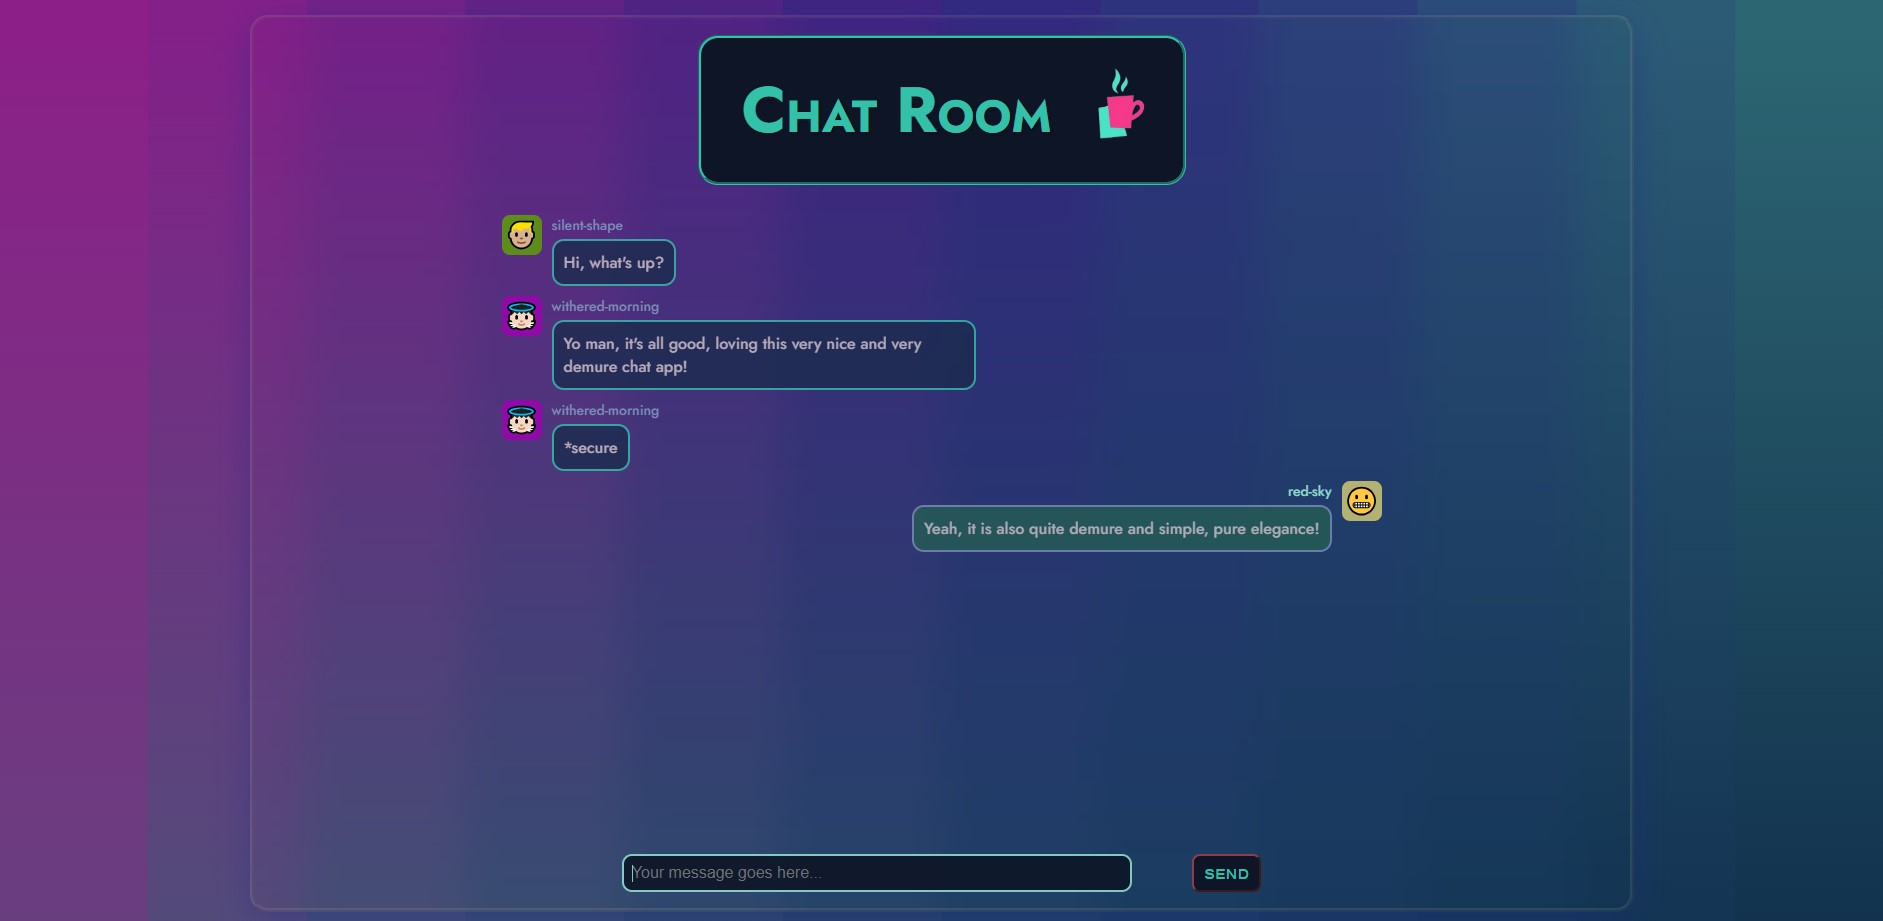 Chat Room
silent-shape
Hi, what's up?
withered-morning
Yo man, it's all good, loving this very nice and very
demure chat app!
withered-morning
*secure
red-sky
Yeah, it is also quite demure and simple, pure elegance!
Your message goes here...
SEND